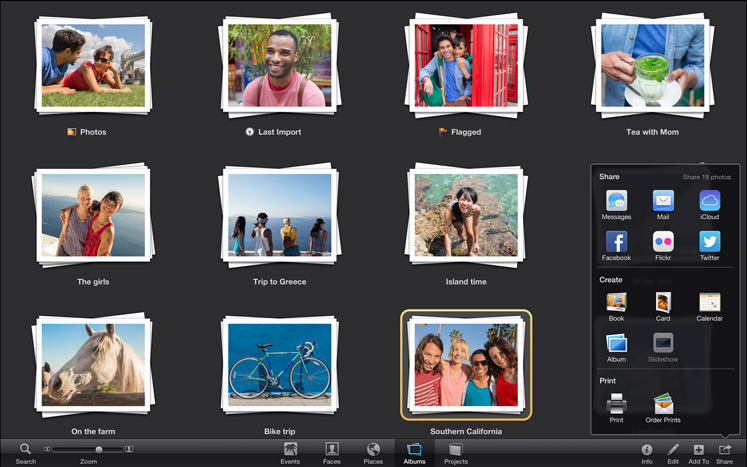 Photos
Last Import
Flagged
Tea with Mom
The girls
Trip to Greece
Island time
On the farm
Bike trip
Southern California
Share
Share 19 photos
Messages
Mail
iCloud
Facebook
Flickr
Twitter
Create
Book
Card
Calendar
Album
Slideshow
Print
Print
Order Prints
Search
Zoom
Events
Faces
Places
Albums
Projects
Info
Edit
Add To
Share